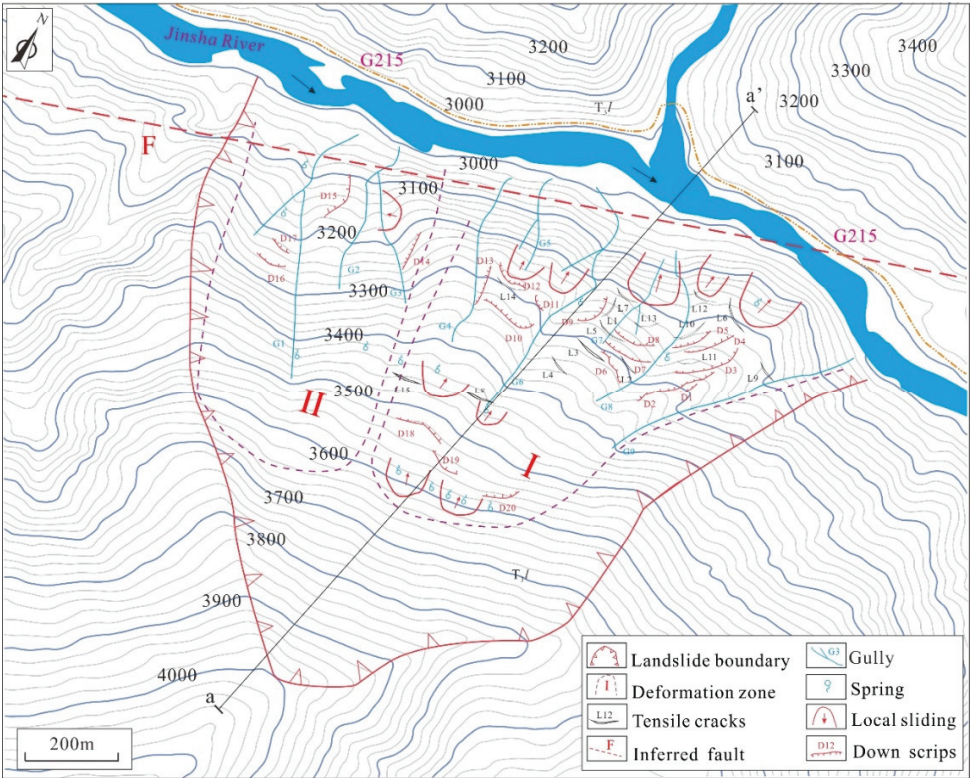 N
Jinsha River
G215
3200
3400
3300
3100
3000
T₃l
a'
3200
3100
F
3000
3100
D15
3200
D17
D16
G2
D14
3300
G3
G5
D13
D12
L14
D11
G215
3400
G1
G4
D10
D9
L7
L1
L13
L12
L6
L10
L5
G7
D8
D5
D4
L3
L11
D3
L4
D6
D7
L9
3500
L15
G6
G8
D2
D1
II
D18
G9
3600
D19
I
3700
D20
3800
T₃l
3900
4000
a
200m
Landslide boundary
I
Deformation zone
L12
Tensile cracks
F
Inferred fault
G3
Gully
Spring
Local sliding
D12
Down scrips